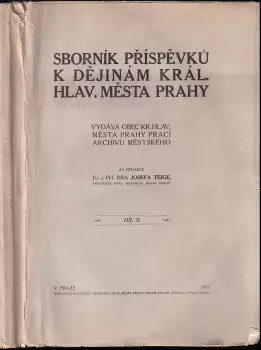 SBORNÍK PŘÍSPĚVKŮ
K DĚJINÁM KRÁL.
HLAV. MĚSTA PRAHY
VYDÁVÁ OBEC KR. HLAV.
MĚSTA PRAHY PRACÍ
ARCHIVU MĚSTSKÉHO
ZA REDAKCE
JU. a PH. DRA JOSEFA TEIGE,
DÍL II
V PRAZE